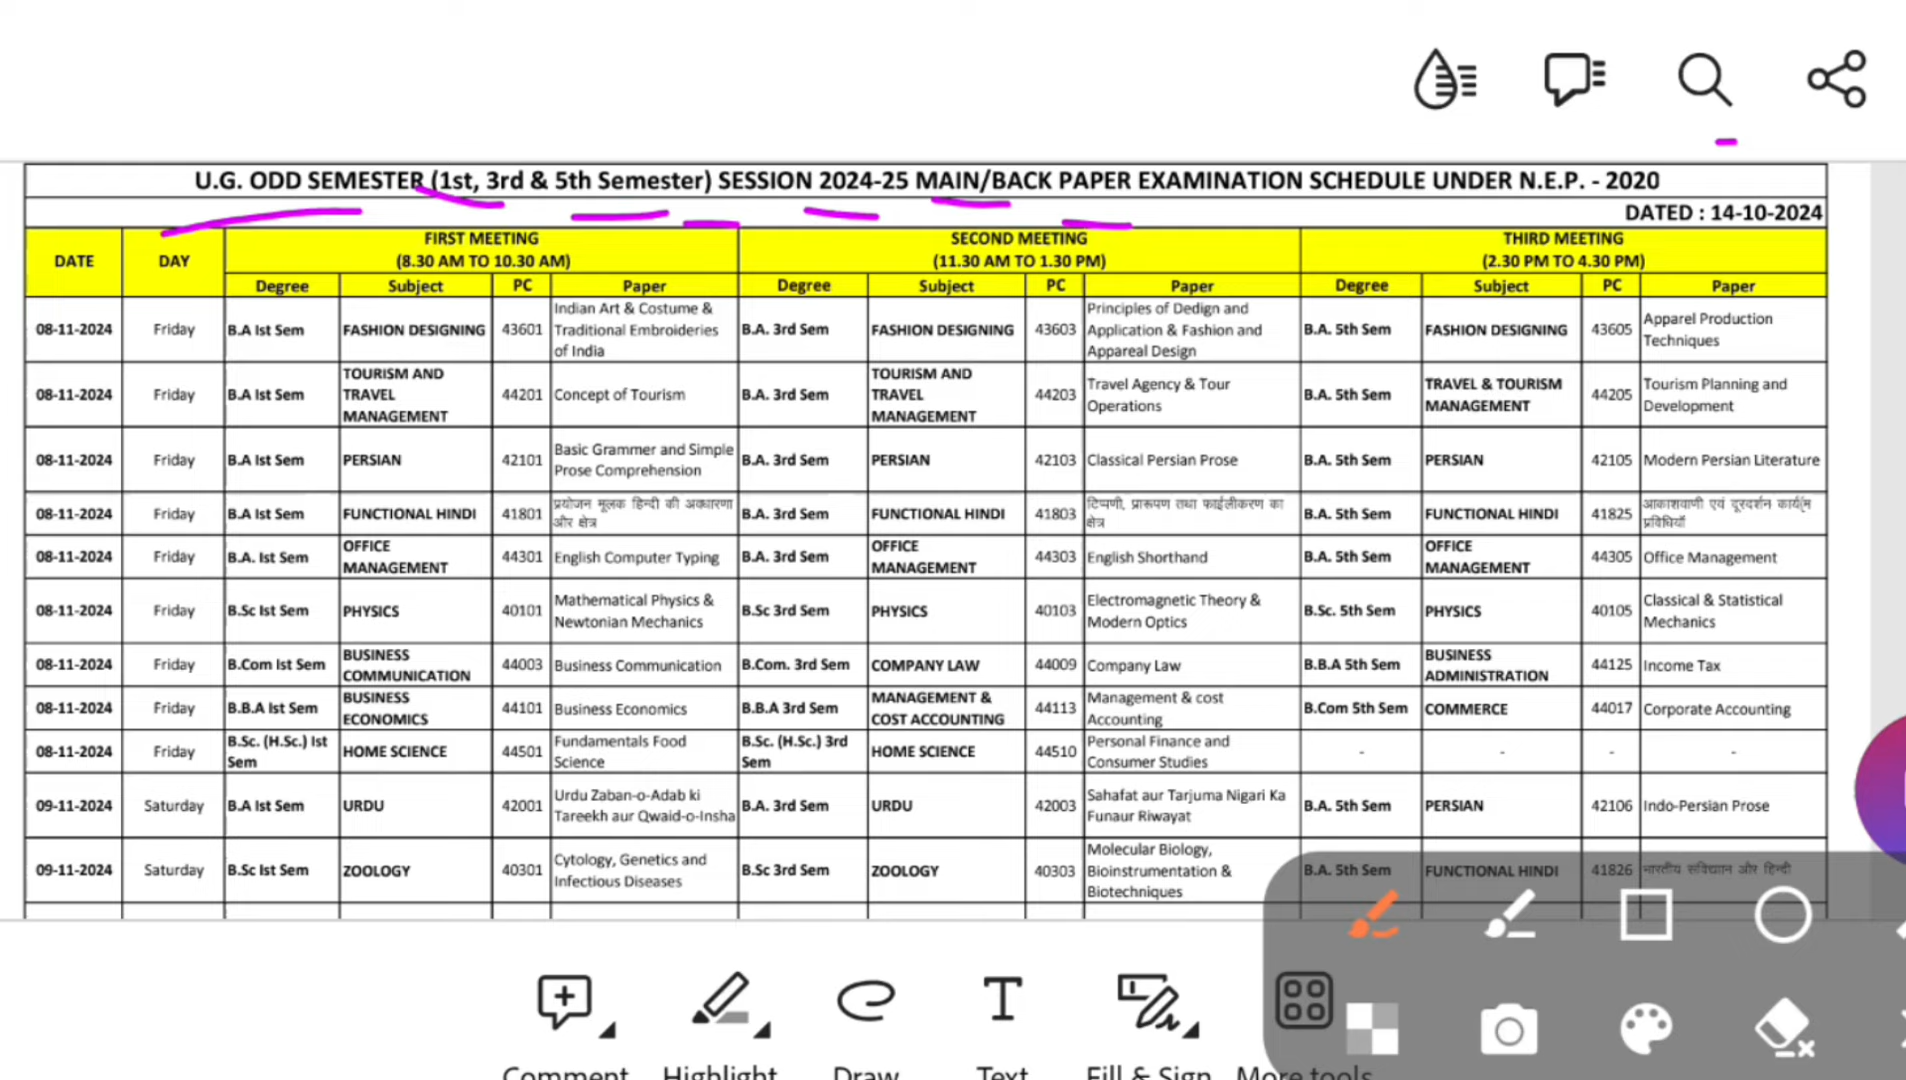 U.G. ODD SEMESTER (1st, 3rd & 5th Semester) SESSION 2024-25 MAIN/BACK PAPER EXAMINATION SCHEDULE UNDER N.E.P. - 2020
DATED : 14-10-2024
DATE DAY FIRST MEETING (8.30 AM TO 10.30 AM) SECOND MEETING (11.30 AM TO 1.30 PM) THIRD MEETING (2.30 PM TO 4.30 PM)
Degree Subject PC Paper Degree Subject PC Paper Degree Subject PC Paper
08-11-2024 Friday B.A Ist Sem FASHION DESIGNING 43601 Indian Art & Costume & Traditional Embroideries of India B.A. 3rd Sem FASHION DESIGNING 43603 Principles of Dedign and Application & Fashion and Appareal Design B.A. 5th Sem FASHION DESIGNING 43605 Apparel Production Techniques
08-11-2024 Friday B.A Ist Sem TOURISM AND TRAVEL MANAGEMENT 44201 Concept of Tourism B.A. 3rd Sem TOURISM AND TRAVEL MANAGEMENT 44203 Travel Agency & Tour Operations B.A. 5th Sem TRAVEL & TOURISM MANAGEMENT 44205 Tourism Planning and Development
08-11-2024 Friday B.A Ist Sem PERSIAN 42101 Basic Grammer and Simple Prose Comprehension B.A. 3rd Sem PERSIAN 42103 Classical Persian Prose B.A. 5th Sem PERSIAN 42105 Modern Persian Literature
08-11-2024 Friday B.A Ist Sem FUNCTIONAL HINDI 41801 प्रयोजन मूलक हिन्दी की अवधारणा और क्षेत्र B.A. 3rd Sem FUNCTIONAL HINDI 41803 टिप्पणी, प्रारूपण तथा फाईलीकरण का क्षेत्र B.A. 5th Sem FUNCTIONAL HINDI 41825 आकाशवाणी एवं दूरदर्शन प्रविधियाँ
08-11-2024 Friday B.A. Ist Sem OFFICE MANAGEMENT 44301 English Computer Typing B.A. 3rd Sem OFFICE MANAGEMENT 44303 English Shorthand B.A. 5th Sem OFFICE MANAGEMENT 44305 Office Management
08-11-2024 Friday B.Sc Ist Sem PHYSICS 40101 Mathematical Physics & Newtonian Mechanics B.Sc 3rd Sem PHYSICS 40103 Electromagnetic Theory & Modern Optics B.Sc. 5th Sem PHYSICS 40105 Classical & Statistical Mechanics
08-11-2024 Friday B.Com Ist Sem BUSINESS COMMUNICATION 44003 Business Communication B.Com. 3rd Sem COMPANY LAW 44009 Company Law B.B.A 5th Sem BUSINESS ADMINISTRATION 44125 Income Tax
08-11-2024 Friday B.B.A Ist Sem BUSINESS ECONOMICS 44101 Business Economics B.B.A 3rd Sem MANAGEMENT & COST ACCOUNTING 44113 Management & cost Accounting B.Com 5th Sem COMMERCE 44017 Corporate Accounting
08-11-2024 Friday B.Sc. (H.Sc.) Ist Sem HOME SCIENCE 44501 Fundamentals Food Science B.Sc. (H.Sc.) 3rd Sem HOME SCIENCE 44510 Personal Finance and Consumer Studies - - - -
09-11-2024 Saturday B.A Ist Sem URDU 42001 Urdu Zaban-o-Adab ki Tareekh aur Qwaid-o-Insha B.A. 3rd Sem URDU 42003 Sahafat aur Tarjuma Nigari Ka Funaur Riwayat B.A. 5th Sem PERSIAN 42106 Indo-Persian Prose
09-11-2024 Saturday B.Sc Ist Sem ZOOLOGY 40301 Cytology, Genetics and Infectious Diseases B.Sc 3rd Sem ZOOLOGY 40303 Molecular Biology, Bioinstrumentation & Biotechniques B.A. 5th Sem FUNCTIONAL HINDI 41826 भारतीय और हिन्दी
Comment Highlight Draw Text Fill & Sign More tools